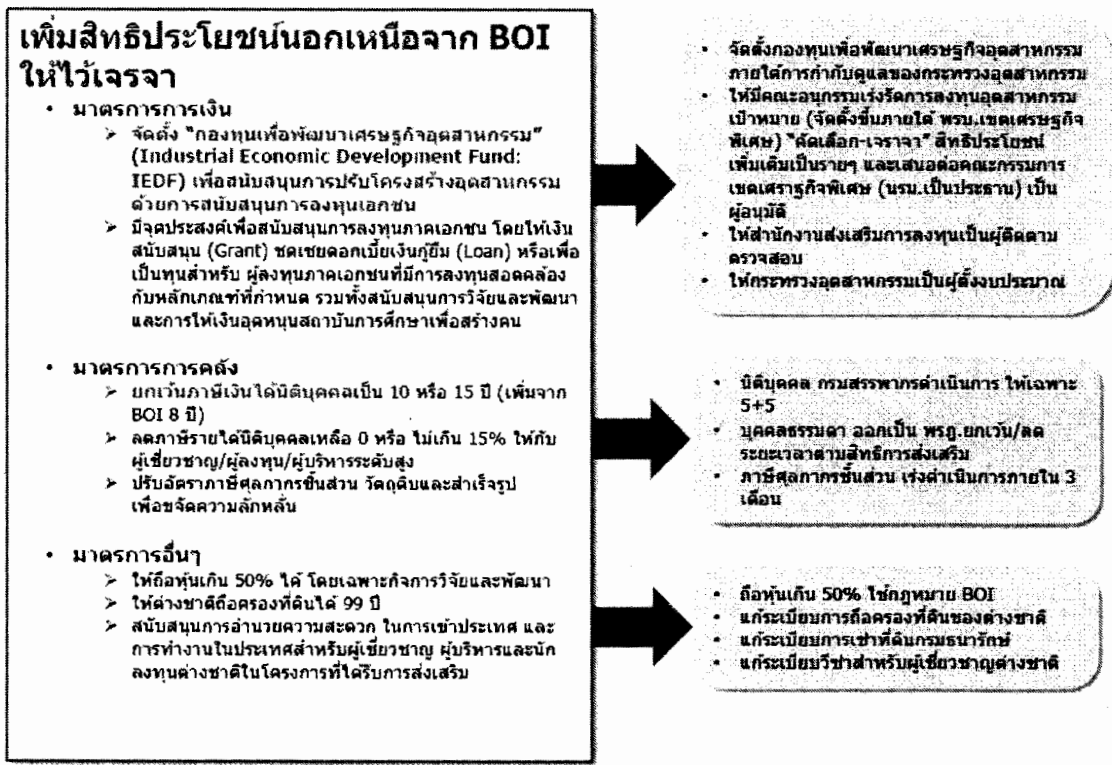 เพิ่มสิทธิประโยชน์นอกเหนือจาก BOI
ให้ไว้เจรจา
• มาตรการการเงิน
➢ จัดตั้ง “กองทุนเพื่อพัฒนาเศรษฐกิจอุตสาหกรรม”
(Industrial Economic Development Fund:
IEDF) เพื่อสนับสนุนการปรับโครงสร้างอุตสาหกรรม
ด้วยการสนับสนุนการลงทุนเอกชน
➢ มีจุดประสงค์เพื่อสนับสนุนการลงทุนภาคเอกชน โดยให้เงิน
สนับสนุน (Grant) ชดเชยดอกเบี้ยเงินกู้ยืม (Loan) หรือเพื่อ
เป็นทุนสำหรับ ผู้ลงทุนภาคเอกชนที่มีการลงทุนสอดคล้อง
กับหลักเกณฑ์ที่กำหนด รวมทั้งสนับสนุนการวิจัยและพัฒนา
และการให้เงินอุดหนุนสถาบันการศึกษาเพื่อสร้างคน
• มาตรการการคลัง
➢ ยกเว้นภาษีเงินได้นิติบุคคลเป็น 10 หรือ 15 ปี (เพิ่มจาก
BOI 8 ปี)
➢ ลดภาษีรายได้นิติบุคคลเหลือ 0 หรือ ไม่เกิน 15% ให้กับ
ผู้เชี่ยวชาญ/ผู้ลงทุน/ผู้บริหารระดับสูง
➢ ปรับอัตราภาษีศุลกากรชิ้นส่วน วัตถุดิบและสำเร็จรูป
เพื่อขจัดความลักหลั่น
• มาตรการอื่นๆ
➢ ให้ถือหุ้นเกิน 50% ได้ โดยเฉพาะกิจการวิจัยและพัฒนา
➢ ให้ต่างชาติถือครองที่ดินได้ 99 ปี
➢ สนับสนุนการอำนวยความสะดวก ในการเข้าประเทศ และ
การทำงานในประเทศสำหรับผู้เชี่ยวชาญ ผู้บริหารและนัก
ลงทุนต่างชาติในโครงการที่ได้รับการส่งเสริม
• จัดตั้งกองทุนเพื่อพัฒนาเศรษฐกิจอุตสาหกรรม
ภายใต้การกำกับดูแลของกระทรวงอุตสาหกรรม
• ให้มีคณะอนุกรรมเร่งรัดการลงทุนอุตสาหกรรม
เป้าหมาย (จัดตั้งขึ้นภายใต้ พรบ.เขตเศรษฐกิจ
พิเศษ) “คัดเลือก-เจราจา” สิทธิประโยชน์
เพิ่มเติมเป็นรายๆ และเสนอต่อคณะกรรมการ
เขตเศราฐกิจพิเศษ (นรม.เป็นประธาน) เป็น
ผู้อนุมัติ
• ให้สำนักงานส่งเสริมการลงทุนเป็นผู้ติดตาม
ตรวจสอบ
• ให้กระทรวงอุตสาหกรรมเป็นผู้ตั้งงบประมาณ
• นิติบุคคล กรมสรรพากรดำเนินการ ให้เฉพาะ
5+5
• บุคคลธรรมดา ออกเป็น พรฎ.ยกเว้น/ลด
ระยะเวลาตามสิทธิการส่งเสริม
• ภาษีศุลกากรชิ้นส่วน เร่งดำเนินการภายใน 3
เดือน
• ถือหุ้นเกิน 50% ใช้กฎหมาย BOI
• แก้ระเบียบการถือครองที่ดินของต่างชาติ
• แก้ระเบียบการเช่าที่ดินกรมธนารักษ์
• แก้ระเบียบวีซ่าสำหรับผู้เชี่ยวชาญต่างชาติ